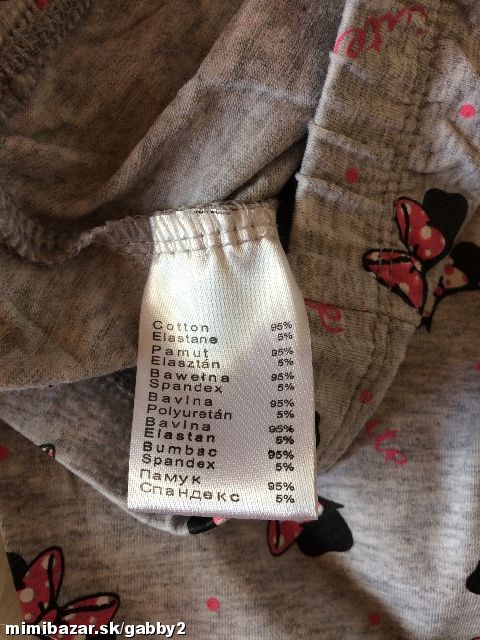 Cotton 95%
Elastane 5%
Pamut 95%
Elasztán 5%
Bawełna 95%
Spandex 5%
Bavlna 95%
Polyuretán 5%
Bavlna 95%
Elastan 5%
Bumbac 95%
Spandex 5%
Памук 95%
Спандекс 5%
mimibazar.sk/gabby2